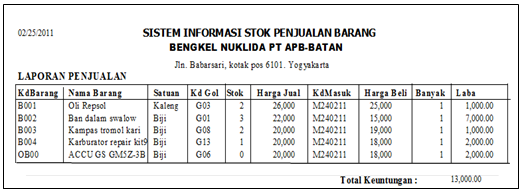 02/25/2011
SISTEM INFORMASI STOK PENJUALAN BARANG
BENGKEL NUKLIDA PT APB-BATAN
Jln. Babarsari, kotak pos 6101. Yogyakarta
LAPORAN PENJUALAN
KdBarang Nama Barang Satuan Kd Gol Stok Harga Jual KdMasuk Harga Beli Banyak Laba
B001 Oli Repsol Kaleng G03 2 26,000 M240211 25,000 1 1,000.00
B002 Ban dalam swalow Biji G01 3 22,000 M240211 15,000 1 7,000.00
B003 Kampas tromol kari Biji G08 2 20,000 M240211 19,000 1 1,000.00
B004 Karburator repair kit9 Biji G13 1 20,000 M240211 18,000 1 2,000.00
OB00 ACCU GS GM5Z-3B Biji G06 0 20,000 M240211 18,000 1 2,000.00
Total Keuntungan : 13,000.00